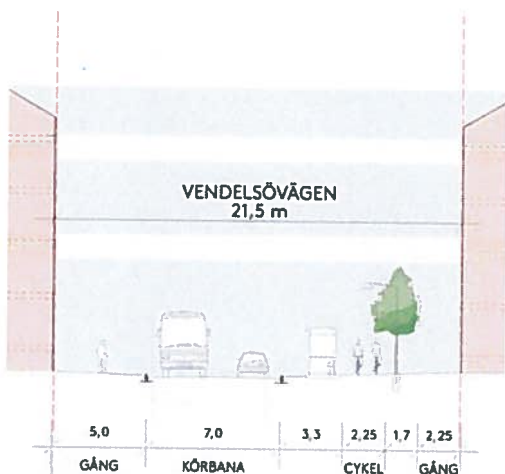 VENDELSÖVÄGEN
21,5 m
5,0 7,0 3,3 2,25 1,7 2,25
GÅNG KÖRBANA CYKEL GÅNG